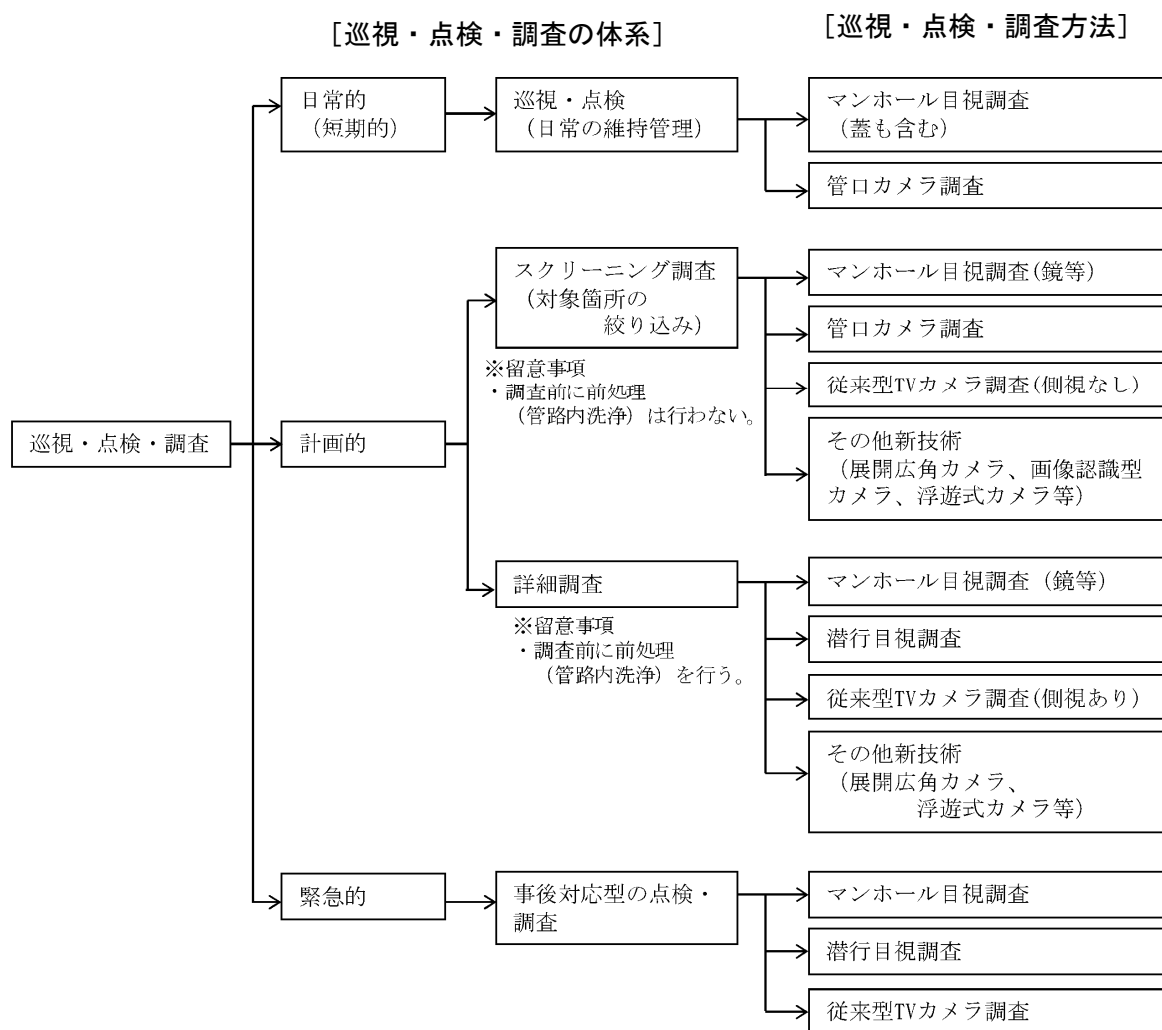 [巡視・点検・調査の体系]
[巡視・点検・調査方法]
巡視・点検・調査
日常的
（短期的）
巡視・点検
（日常の維持管理）
マンホール目視調査
（蓋も含む）
管口カメラ調査
計画的
スクリーニング調査
（対象箇所の
絞り込み）
※留意事項
・調査前に前処理
（管路内洗浄）は行わない。
マンホール目視調査(鏡等)
管口カメラ調査
従来型TVカメラ調査(側視なし)
その他新技術
（展開広角カメラ、画像認識型
カメラ、浮遊式カメラ等）
詳細調査
※留意事項
・調査前に前処理
（管路内洗浄）を行う。
マンホール目視調査（鏡等）
潜行目視調査
従来型TVカメラ調査(側視あり)
その他新技術
（展開広角カメラ、
浮遊式カメラ等）
緊急的
事後対応型の点検・
調査
マンホール目視調査
潜行目視調査
従来型TVカメラ調査